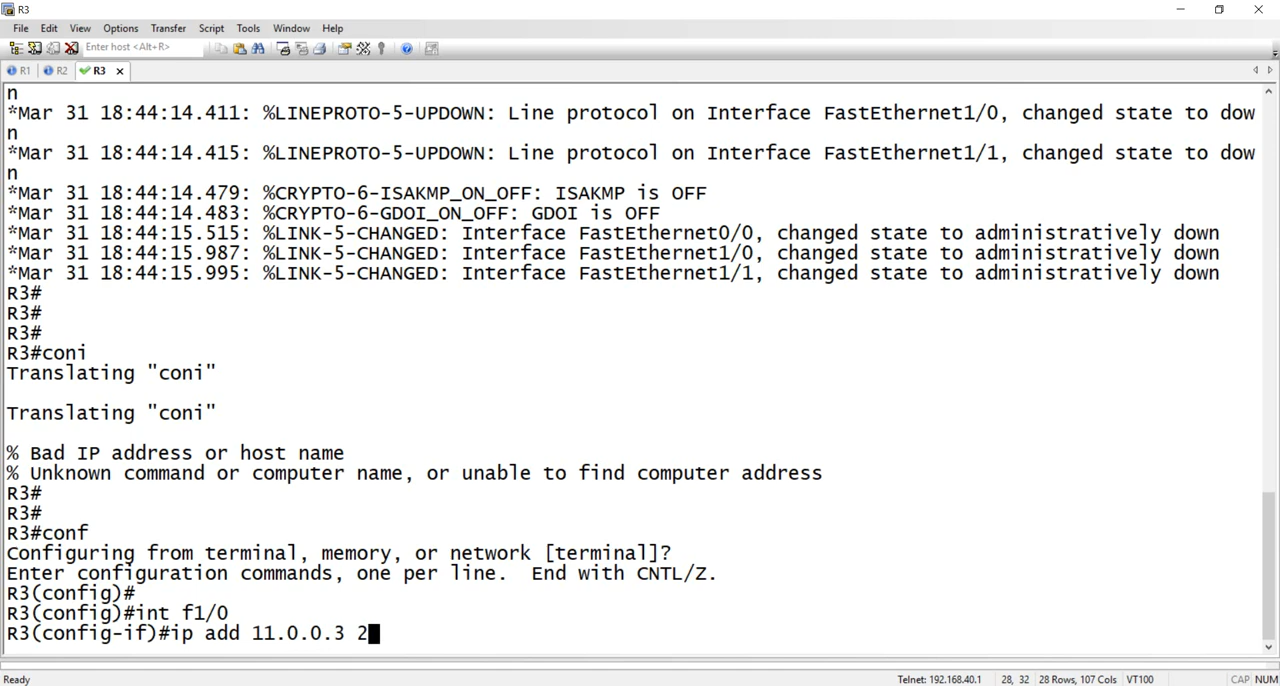 R3
File Edit View Options Transfer Script Tools Window Help
Enter host <Alt+R>
R1 R2 R3
n
*Mar 31 18:44:14.411: %LINEPROTO-5-UPDOWN: Line protocol on Interface FastEthernet1/0, changed state to dow
n
*Mar 31 18:44:14.415: %LINEPROTO-5-UPDOWN: Line protocol on Interface FastEthernet1/1, changed state to dow
n
*Mar 31 18:44:14.479: %CRYPTO-6-ISAKMP_ON_OFF: ISAKMP is OFF
*Mar 31 18:44:14.483: %CRYPTO-6-GDOI_ON_OFF: GDOI is OFF
*Mar 31 18:44:15.515: %LINK-5-CHANGED: Interface FastEthernet0/0, changed state to administratively down
*Mar 31 18:44:15.987: %LINK-5-CHANGED: Interface FastEthernet1/0, changed state to administratively down
*Mar 31 18:44:15.995: %LINK-5-CHANGED: Interface FastEthernet1/1, changed state to administratively down
R3#
R3#
R3#
R3#coni
Translating "coni"
Translating "coni"
% Bad IP address or host name
% Unknown command or computer name, or unable to find computer address
R3#
R3#
R3#conf
Configuring from terminal, memory, or network [terminal]?
Enter configuration commands, one per line.  End with CNTL/Z.
R3(config)#
R3(config)#int f1/0
R3(config-if)#ip add 11.0.0.3 2
Ready Telnet: 192.168.40.1 28, 32 28 Rows, 107 Cols VT100 CAP NUM